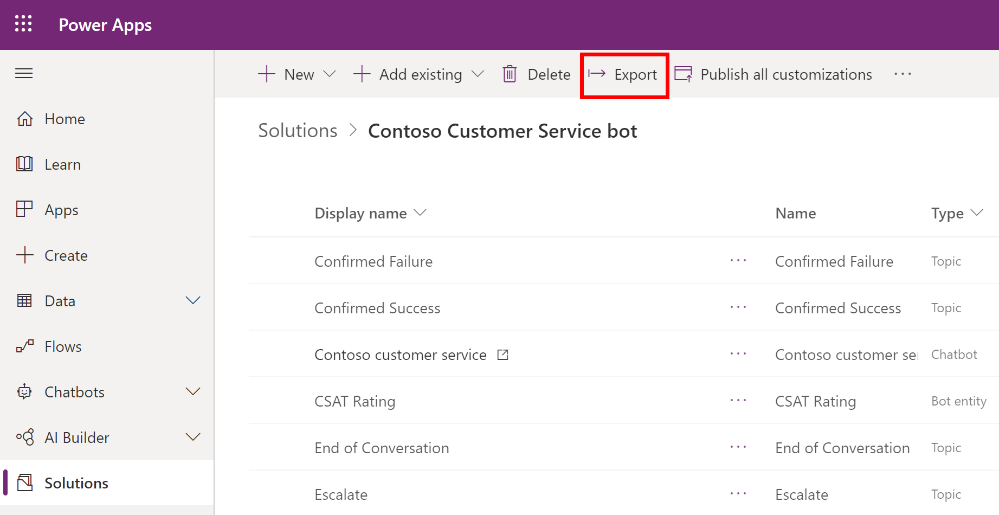 Power Apps
New
Add existing
Delete
Export
Publish all customizations
Home
Learn
Apps
Create
Data
Flows
Chatbots
AI Builder
Solutions
Solutions > Contoso Customer Service bot
Display name Name Type
Confirmed Failure ··· Confirmed Failure Topic
Confirmed Success ··· Confirmed Success Topic
Contoso customer service ··· Contoso customer ser Chatbot
CSAT Rating ··· CSAT Rating Bot entity
End of Conversation ··· End of Conversation Topic
Escalate ··· Escalate Topic